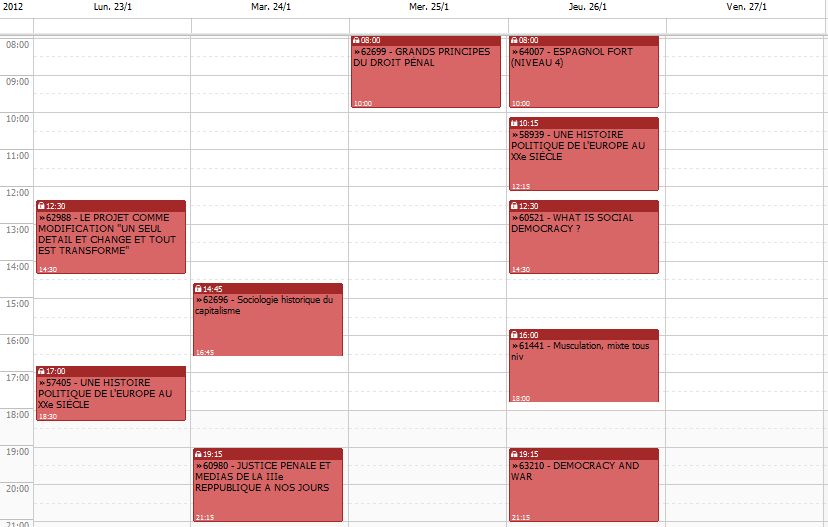 2012
Lun. 23/1
Mar. 24/1
Mer. 25/1
Jeu. 26/1
Ven. 27/1
08:00
09:00
10:00
11:00
12:00
13:00
14:00
15:00
16:00
17:00
18:00
19:00
20:00
21:00
12:30
»62988 - LE PROJET COMME
MODIFICATION "UN SEUL
DETAIL ET CHANGE ET TOUT
EST TRANSFORME"
14:30
17:00
»57405 - UNE HISTOIRE
POLITIQUE DE L'EUROPE AU
XXe SIÈCLE
18:30
14:45
»62696 - Sociologie historique du
capitalisme
16:45
19:15
»60980 - JUSTICE PENALE ET
MEDIAS DE LA IIIe
REPPUBLIQUE A NOS JOURS
21:15
08:00
»62699 - GRANDS PRINCIPES
DU DROIT PÉNAL
10:00
08:00
»64007 - ESPAGNOL FORT
(NIVEAU 4)
10:00
10:15
»58939 - UNE HISTOIRE
POLITIQUE DE L'EUROPE AU
XXe SIÈCLE
12:15
12:30
»60521 - WHAT IS SOCIAL
DEMOCRACY ?
14:30
16:00
»61441 - Musculation, mixte tous
niv
18:00
19:15
»63210 - DEMOCRACY AND
WAR
21:15